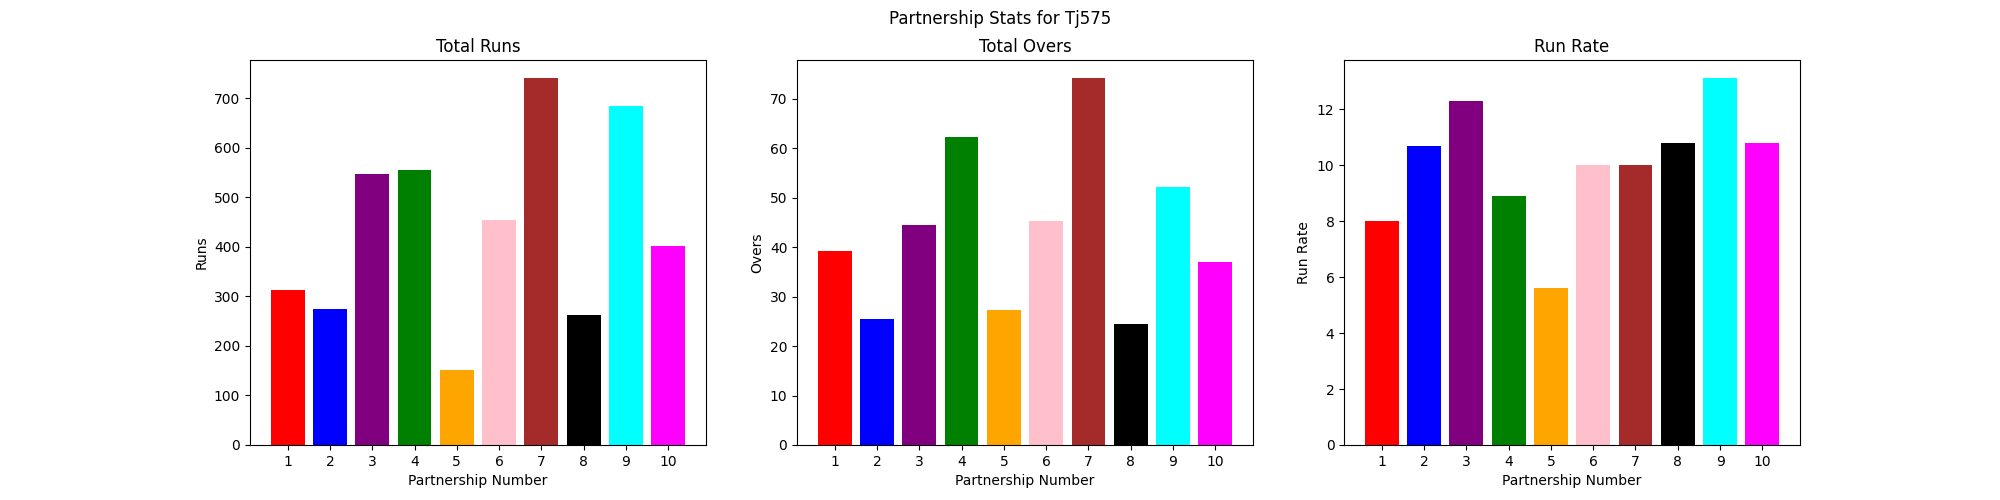 Partnership Stats for Tj575
Total Runs
Runs
700
600
500
400
300
200
100
0
1 2 3 4 5 6 7 8 9 10
Partnership Number
Total Overs
Overs
70
60
50
40
30
20
10
0
1 2 3 4 5 6 7 8 9 10
Partnership Number
Run Rate
Run Rate
12
10
8
6
4
2
0
1 2 3 4 5 6 7 8 9 10
Partnership Number